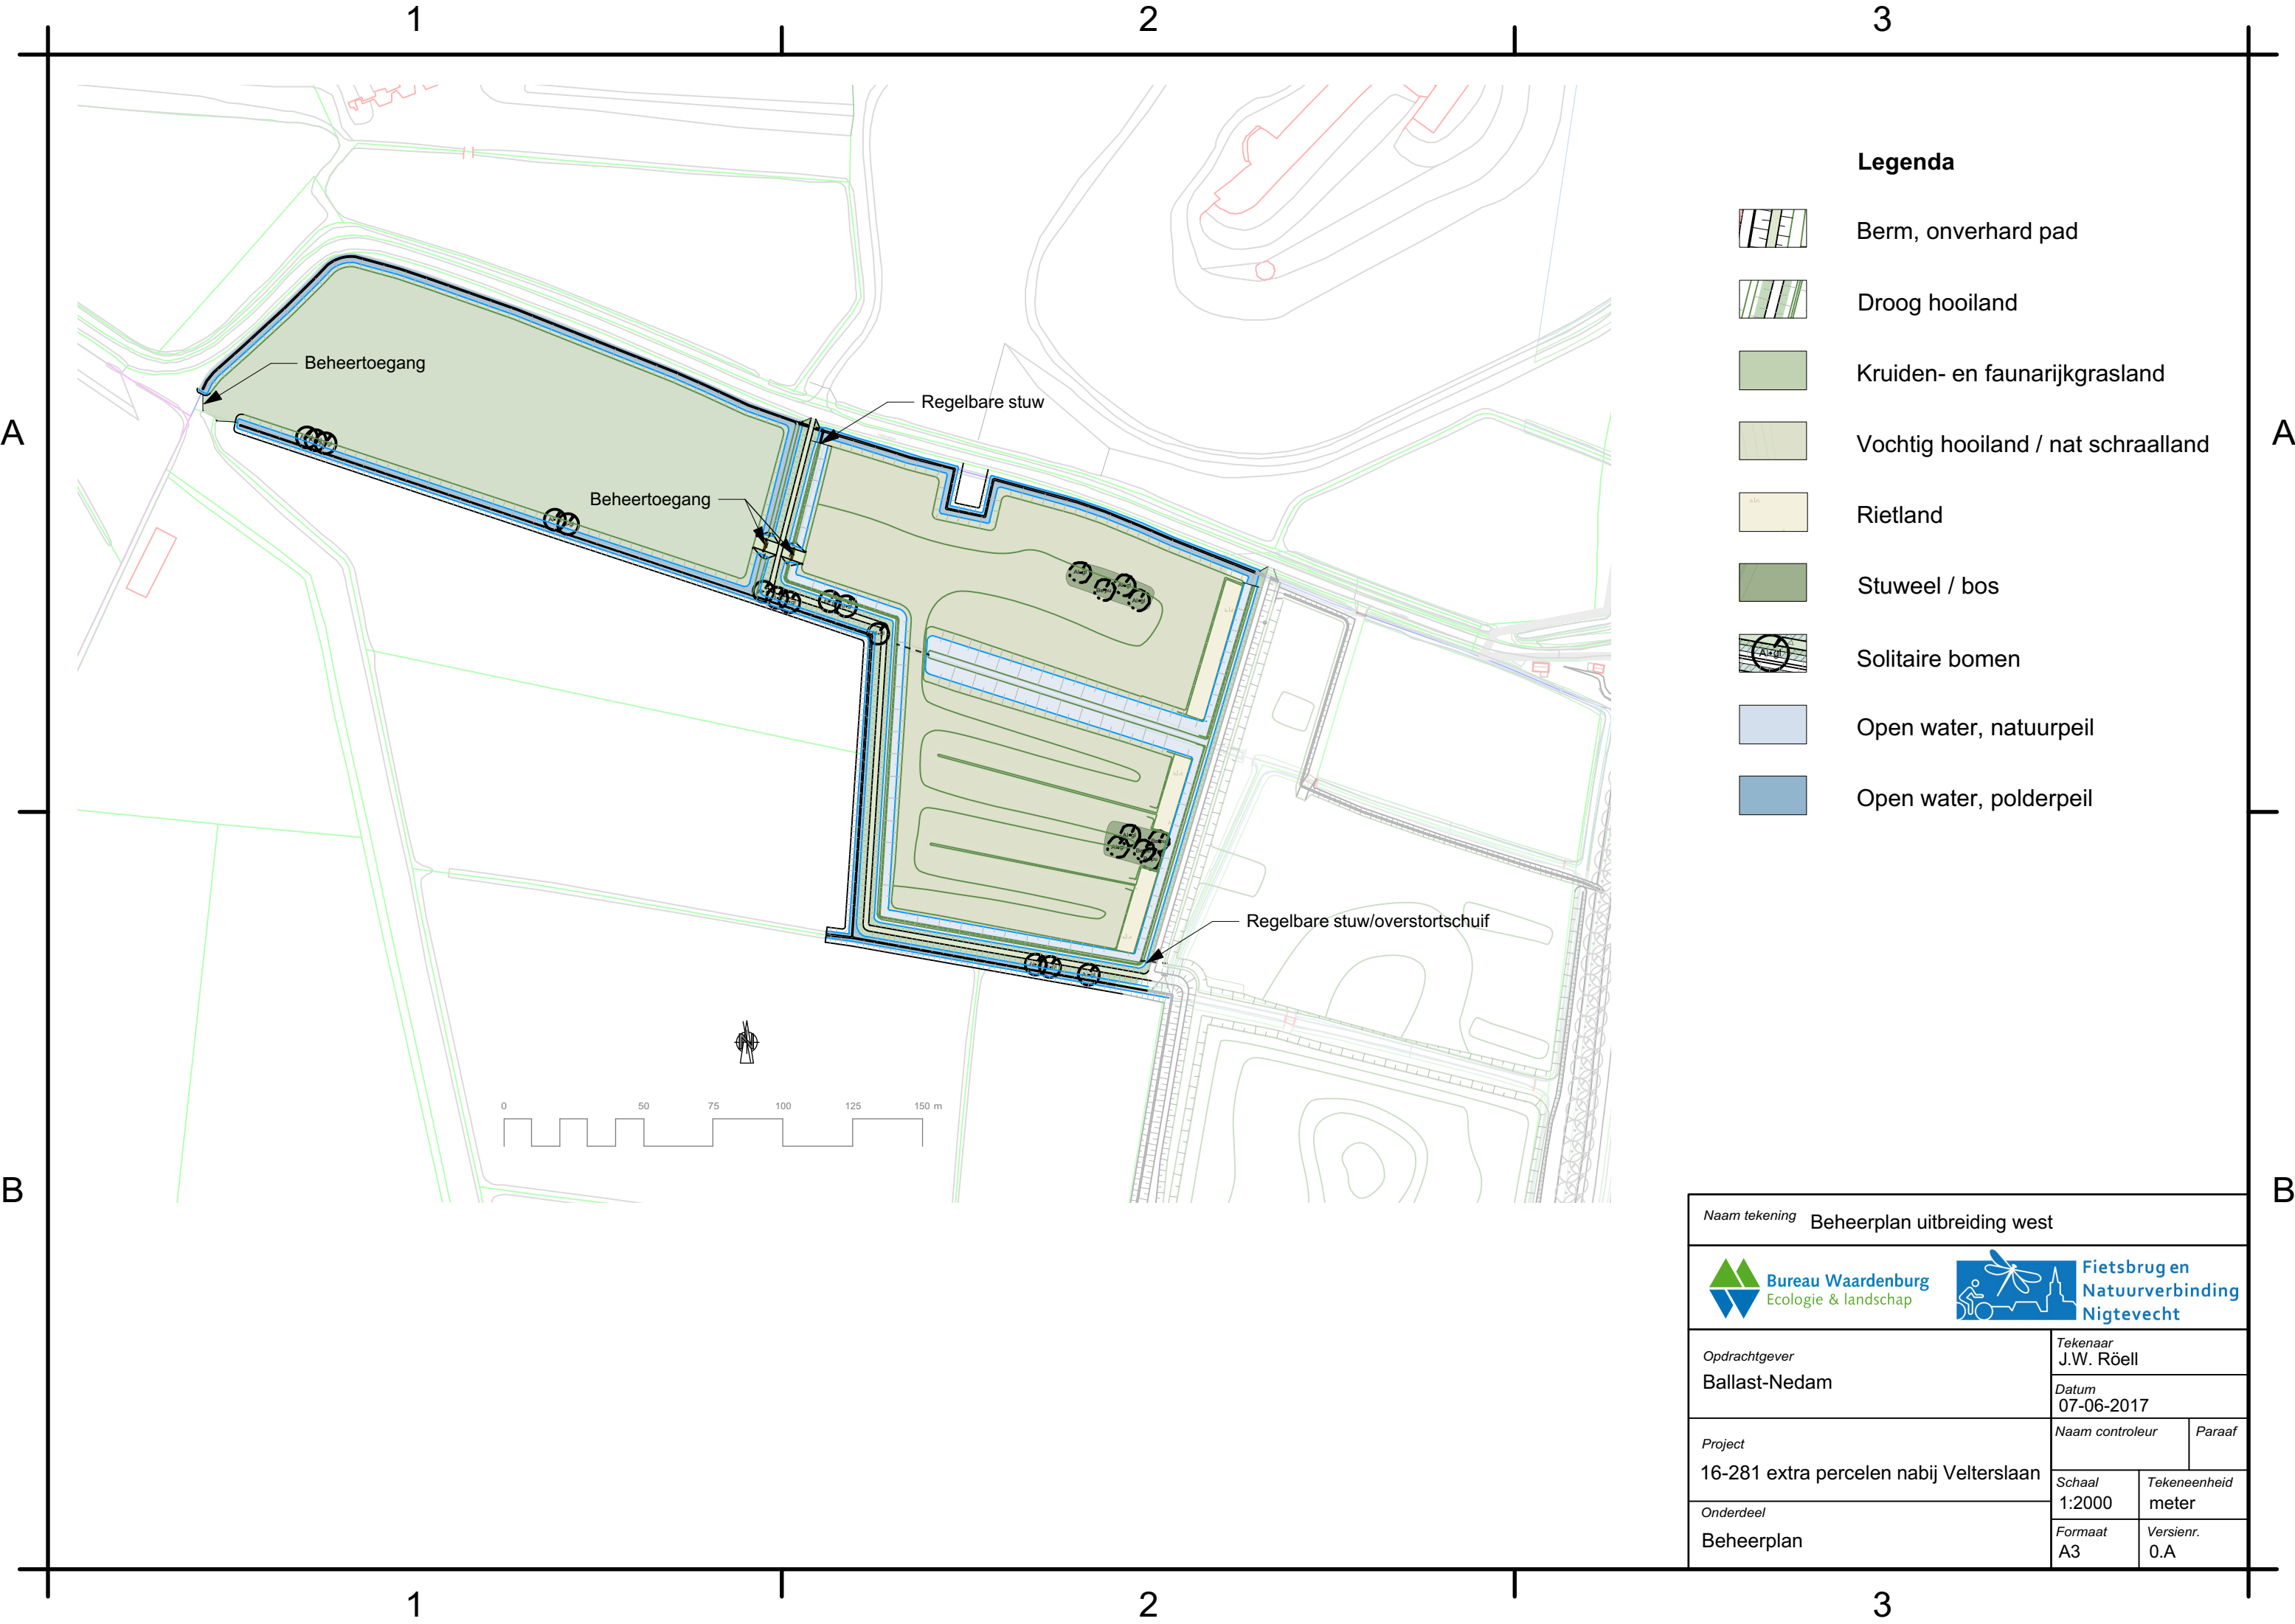 1
2
3
A
A
B
B
1
2
3
Beheertoegang
Regelbare stuw
Beheertoegang
Regelbare stuw/overstortschuif
N
0
50
75
100
125
150 m
Legenda
Berm, onverhard pad
Droog hooiland
Kruiden- en faunarijkgrasland
Vochtig hooiland / nat schraalland
Rietland
Stuweel / bos
Solitaire bomen
Open water, natuurpeil
Open water, polderpeil
Naam tekening Beheerplan uitbreiding west
Bureau Waardenburg
Ecologie & landschap
Fietsbrug en
Natuurverbinding
Nigtevecht
Opdrachtgever
Ballast-Nedam
Tekenaar
J.W. Röell
Datum
07-06-2017
Project
16-281 extra percelen nabij Velterslaan
Naam controleur Paraaf
Schaal Tekeneenheid
1:2000 meter
Onderdeel
Beheerplan
Formaat Versienr.
A3 0.A